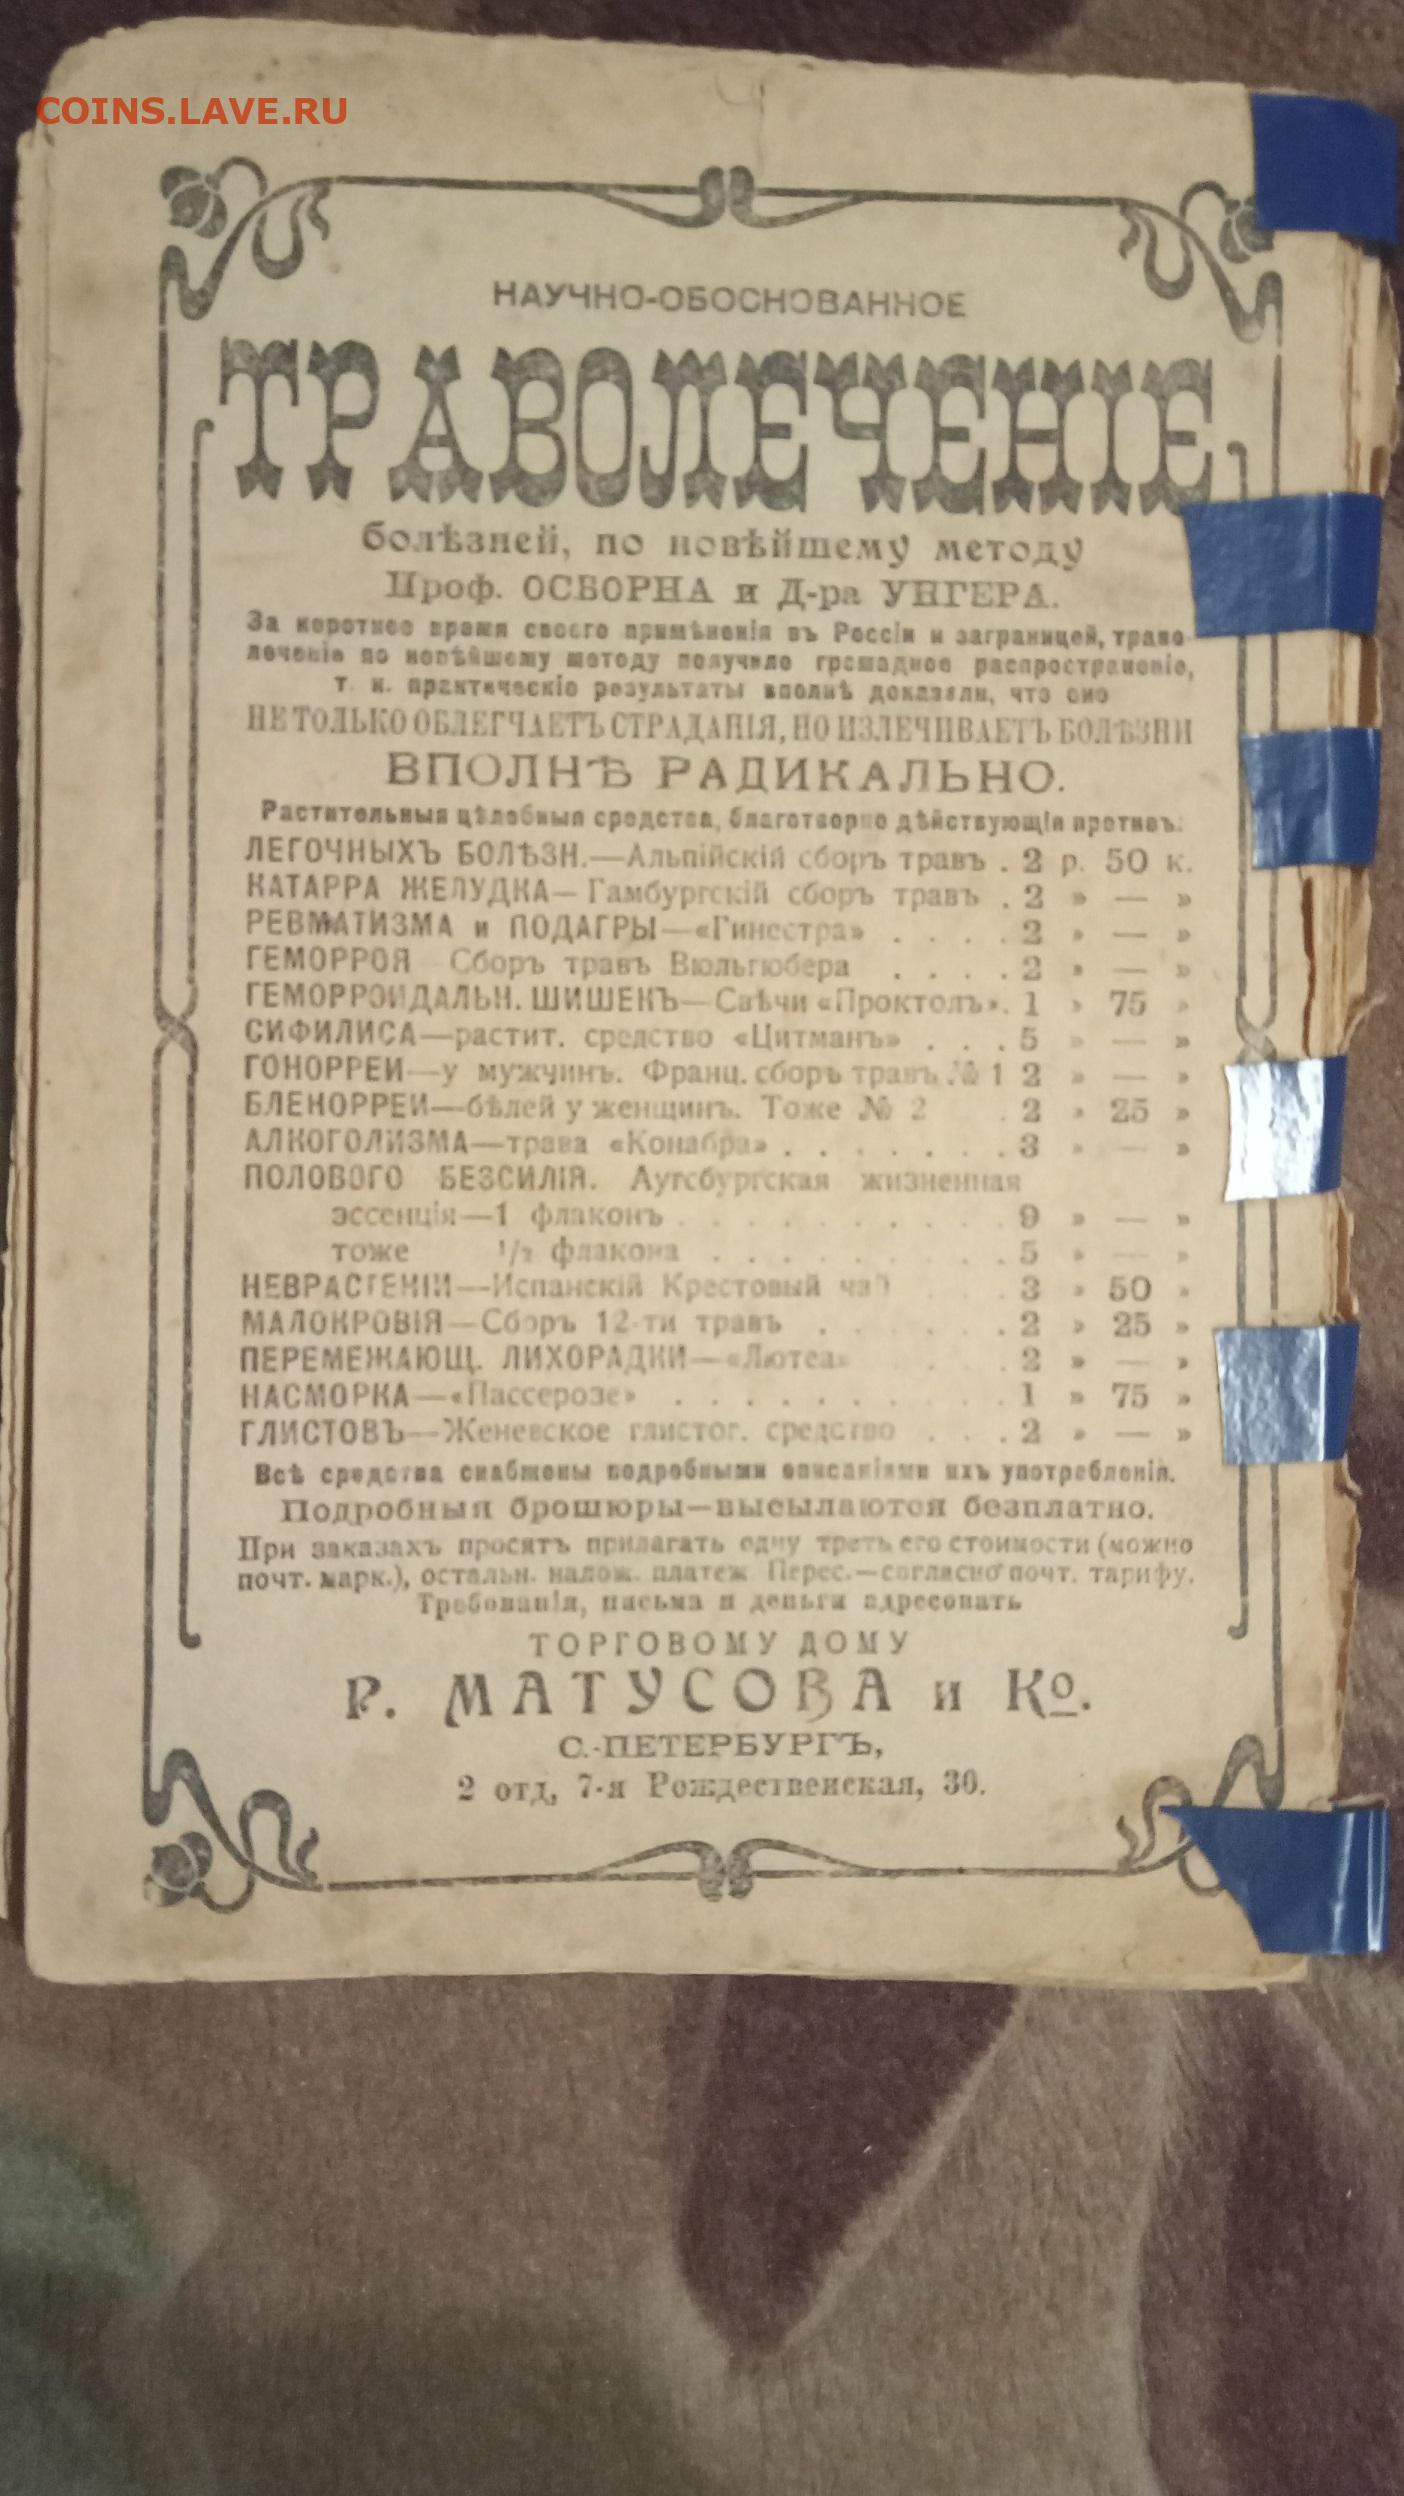 COINS.LAVE.RU
НАУЧНО-ОБОСНОВАННОЕ
ТРАВОЛЕЧЕНІЕ
болѣзней, по новѣйшему методу
Проф. ОСБОРНА и Д-ра УНГЕРА.
За короткое время своего примѣненія въ Россіи и заграницей, траво-
леченіе по новѣйшему методу получило громадное распространеніе,
т. к. практическіе результаты вполнѣ доказали, что оно
НЕ ТОЛЬКО ОБЛЕГЧАЕТЪ СТРАДАНІЯ, НО ИЗЛЕЧИВАЕТЪ БОЛѢЗНИ
ВПОЛНѢ РАДИКАЛЬНО.
Растительныя цѣлебныя средства, благотворно дѣйствующія противъ:
ЛЕГОЧНЫХЪ БОЛѢЗН.—Альпійскій сборъ травъ . 2 р. 50 к.
КАТАРРА ЖЕЛУДКА—Гамбургскій сборъ травъ . 2 » — »
РЕВМАТИЗМА и ПОДАГРЫ—«Гинестра» . . . . 2 » — »
ГЕМОРРОЯ Сборъ травъ Вюльгюбера . . . . 2 » — »
ГЕМОРРОИДАЛЬН. ШИШЕКЪ—Свѣчи «Проктолъ». 1 » 75 »
СИФИЛИСА—растит. средство «Цитманъ» . . . 5 » — »
ГОНОРРЕИ—у мужчинъ. Франц. сборъ травъ № 1 2 » — »
БЛЕНОРРЕИ—бѣлей у женщинъ. Тоже № 2 . 2 » 25 »
АЛКОГОЛИЗМА—трава «Конабра» . . . . . . . 3 » — »
ПОЛОВОГО БЕЗСИЛІЯ. Аугсбургская жизненная
эссенція—1 флаконъ . . . . . . . . . . 9 » — »
тоже 1/2 флакона . . . . . . . . . 5 » — »
НЕВРАСТЕНІИ—Испанскій Крестовый чай . . . 3 » 50 »
МАЛОКРОВІЯ—Сборъ 12-ти травъ . . . . . . 2 » 25 »
ПЕРЕМЕЖАЮЩ. ЛИХОРАДКИ—«Лютеа» . . . 2 » — »
НАСМОРКА—«Пассерозе» . . . . . . . . . . 1 » 75 »
ГЛИСТОВЪ—Женевское глистог. средство . . . 2 » — »
Всѣ средства снабжены подробными описаніями ихъ употребленія.
Подробныя брошюры—высылаются безплатно.
При заказахъ просятъ прилагать одну треть его стоимости (можно
почт. марк.), остальн. налож. платеж Перес.—согласно почт. тарифу.
Требованія, письма и деньги адресовать
ТОРГОВОМУ ДОМУ
Р. МАТУСОВА и Ко.
С.-ПЕТЕРБУРГЪ,
2 отд, 7-я Рождественская, 30.